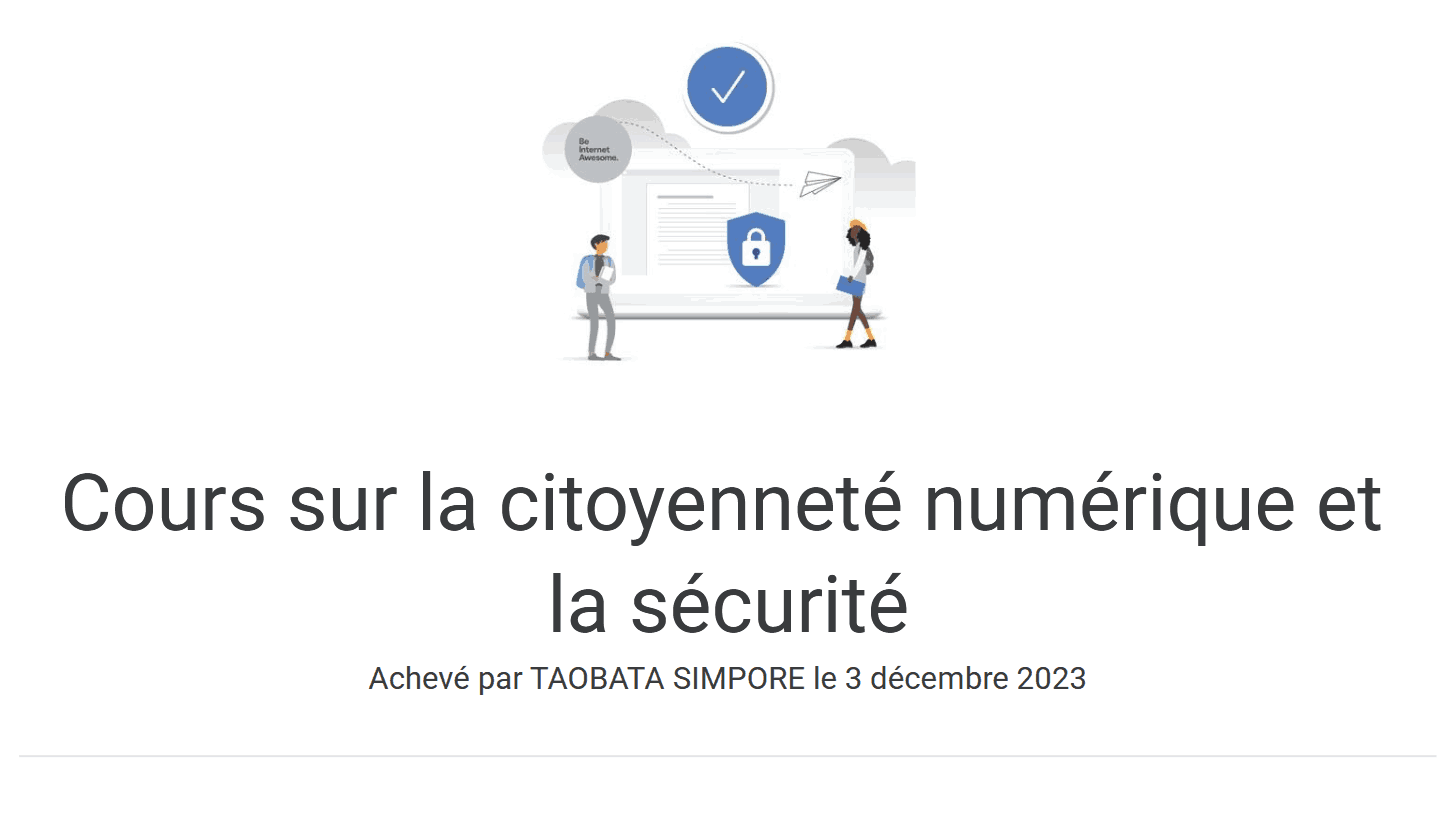 Be
Internet
Awesome.
Cours sur la citoyenneté numérique et
la sécurité
Achevé par TAOBATA SIMPORE le 3 décembre 2023